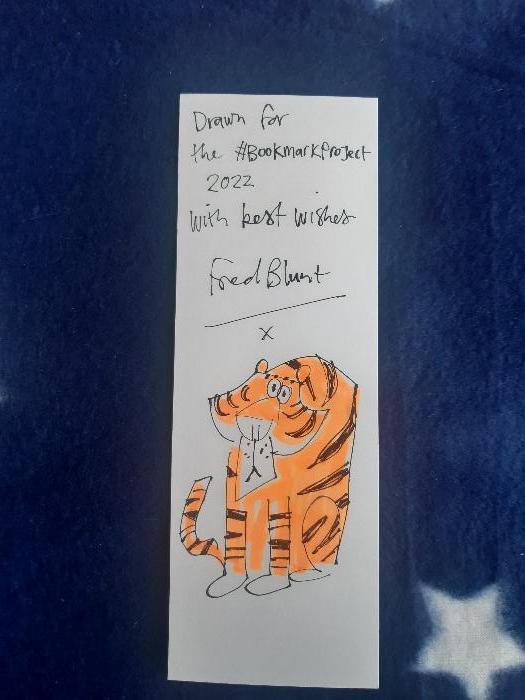 Drawn for
the #BookmarkProject
2022
with best wishes
Fred Blunt
x